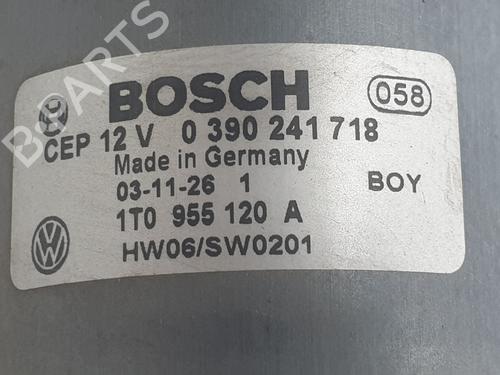 BOSCH 058
CEP 12 V 0 390 241 718
Made in Germany
03-11-26 1 BOY
1T0 955 120 A
HW06/SW0201
B PARTS